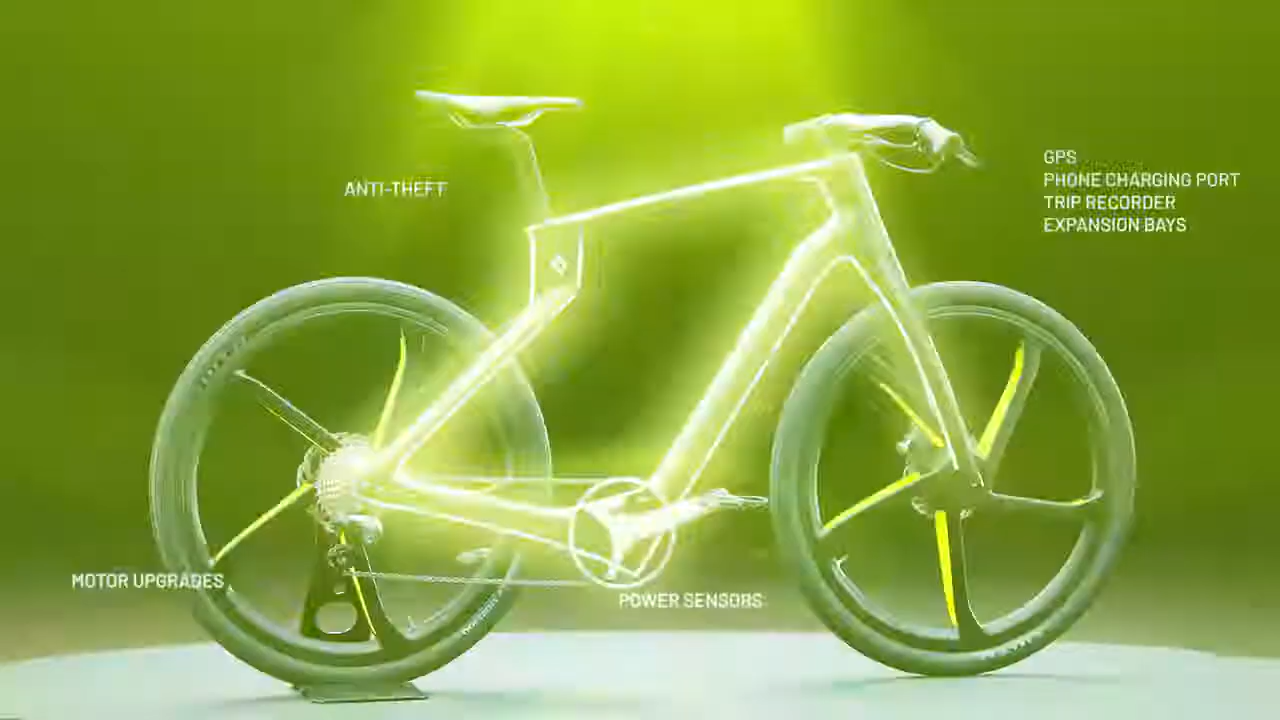 ANTI-THEFT
GPS
PHONE CHARGING PORT
TRIP RECORDER
EXPANSION BAYS
MOTOR UPGRADES
POWER SENSORS